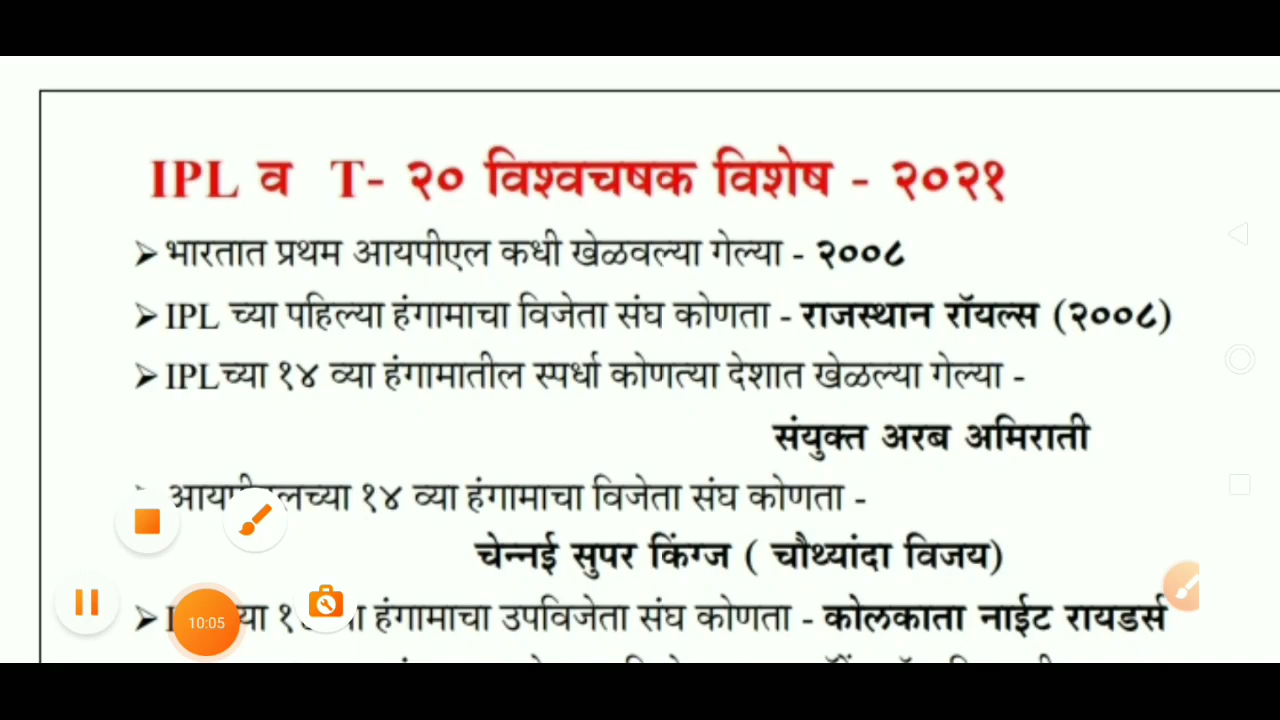 IPL व T- २० विश्वचषक विशेष - २०२१
➢भारतात प्रथम आयपीएल कधी खेळवल्या गेल्या - २००८
➢IPL च्या पहिल्या हंगामाचा विजेता संघ कोणता - राजस्थान रॉयल्स (२००८)
➢IPLच्या १४ व्या हंगामातील स्पर्धा कोणत्या देशात खेळल्या गेल्या -
संयुक्त अरब अमिराती
१४ व्या हंगामाचा विजेता संघ कोणता -
चेन्नई सुपर किंग्ज ( चौथ्यांदा विजय)
➢ हंगामाचा उपविजेता संघ कोणता - कोलकाता नाईट रायडर्स
10:05